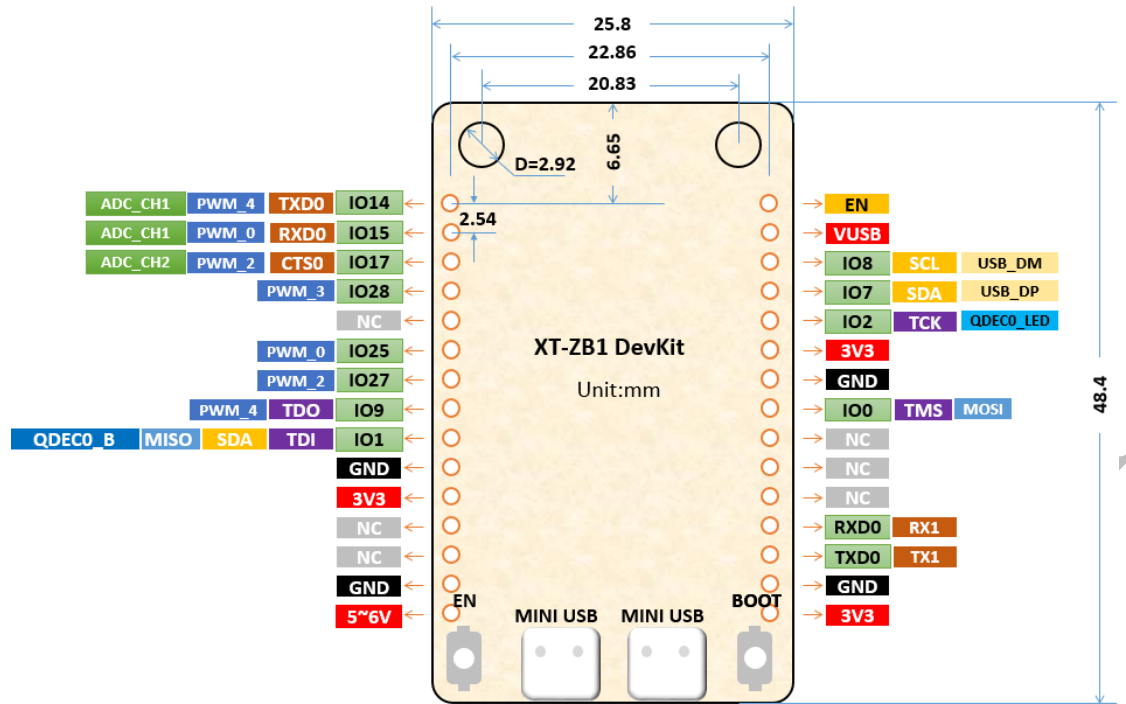 25.8
22.86
20.83
6.65
D=2.92
ADC_CH1 PWM_4 TXD0 IO14
EN
2.54
ADC_CH1 PWM_0 RXD0 IO15
VUSB
ADC_CH2 PWM_2 CTS0 IO17
IO8 SCL USB_DM
PWM_3 IO28
IO7 SDA USB_DP
NC
IO2 TCK QDEC0_LED
XT-ZB1 DevKit
PWM_0 IO25
3V3
PWM_2 IO27
GND
Unit:mm
48.4
PWM_4 TDO IO9
IO0 TMS MOSI
QDEC0_B MISO SDA TDI IO1
NC
GND
NC
3V3
NC
NC
RXD0 RX1
NC
TXD0 TX1
GND
GND
EN
BOOT
5~6V
MINI USB MINI USB
3V3